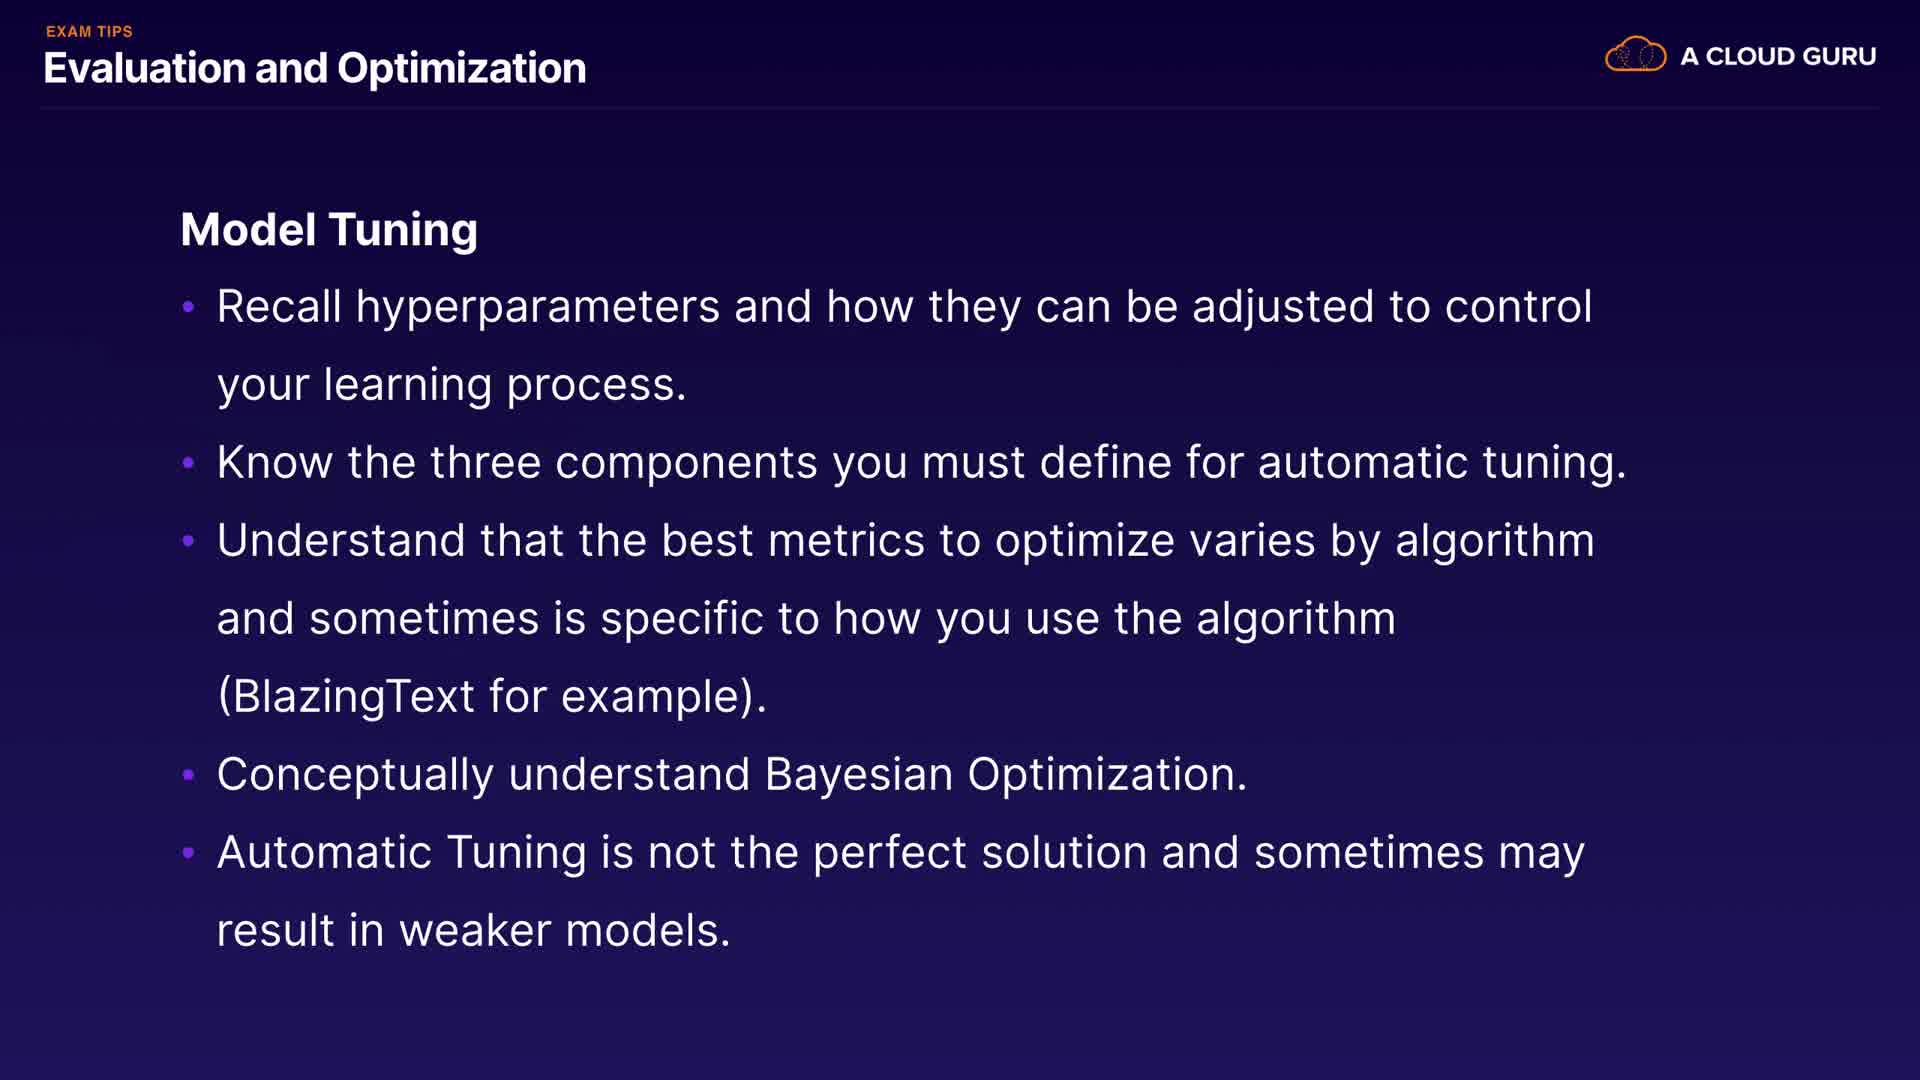 EXAM TIPS
Evaluation and Optimization
A CLOUD GURU
Model Tuning
• Recall hyperparameters and how they can be adjusted to control
your learning process.
• Know the three components you must define for automatic tuning.
• Understand that the best metrics to optimize varies by algorithm
and sometimes is specific to how you use the algorithm
(BlazingText for example).
• Conceptually understand Bayesian Optimization.
• Automatic Tuning is not the perfect solution and sometimes may
result in weaker models.